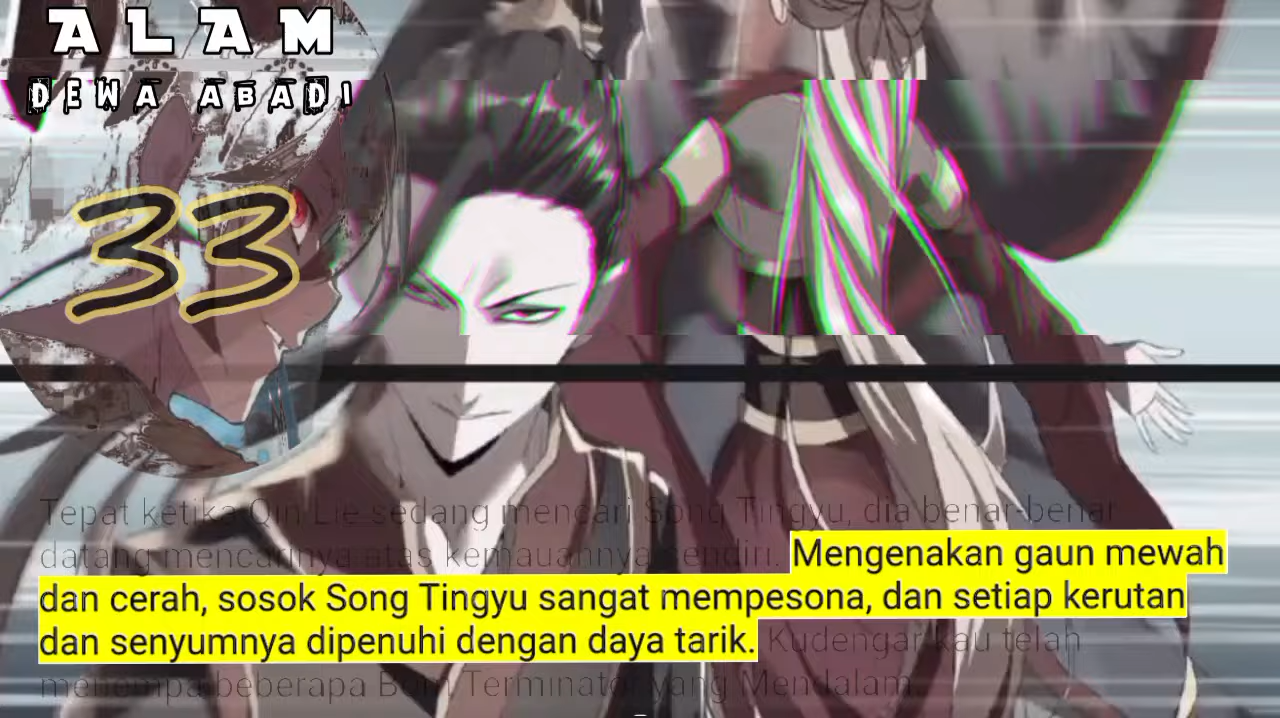 ALAM
DEWA ABADI
33
Tepat ketika Qin Lie sedang mencari Song Tingyu, dia benar-benar
datang mencarinya atas kemauannya sendiri. Mengenakan gaun mewah
dan cerah, sosok Song Tingyu sangat mempesona, dan setiap kerutan
dan senyumnya dipenuhi dengan daya tarik. Kudengar kau telah
menempa beberapa Bom Terminator yang Mendalam.